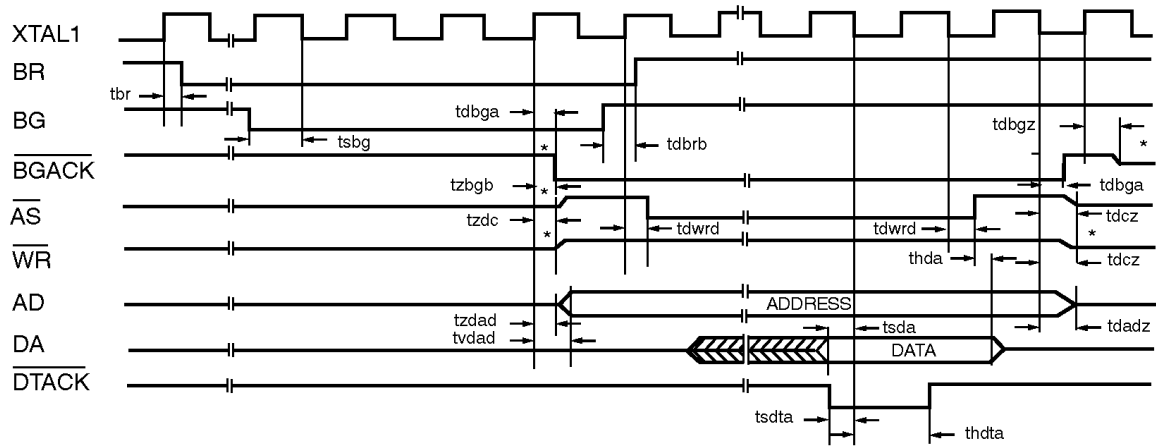 XTAL1
BR
tbr
BG
tdbga
tdbgz
tsbg
tdbrb
*
*
BGACK
tzbgb
tdbga
*
AS
tzdc
tdwrd
tdwrd
tdcz
*
*
WR
thda
tdcz
AD
ADDRESS
tzdad
tsda
tdadz
tvdad
DA
DATA
DTACK
tsdta
thdta